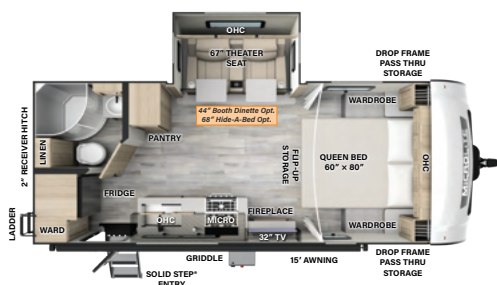 OHC
67" THEATER
SEAT
44" Booth Dinette Opt.
68" Hide-A-Bed Opt.
DROP FRAME
PASS THRU
STORAGE
WARDROBE
2" RECEIVER HITCH
LINEN
PANTRY
FLIP-UP
STORAGE
QUEEN BED
60" × 80"
OHC
MICROLITE
FRIDGE
LADDER
WARD
OHC
MICRO
FIREPLACE
WARDROBE
32" TV
GRIDDLE
15' AWNING
DROP FRAME
PASS THRU
STORAGE
SOLID STEP®
ENTRY